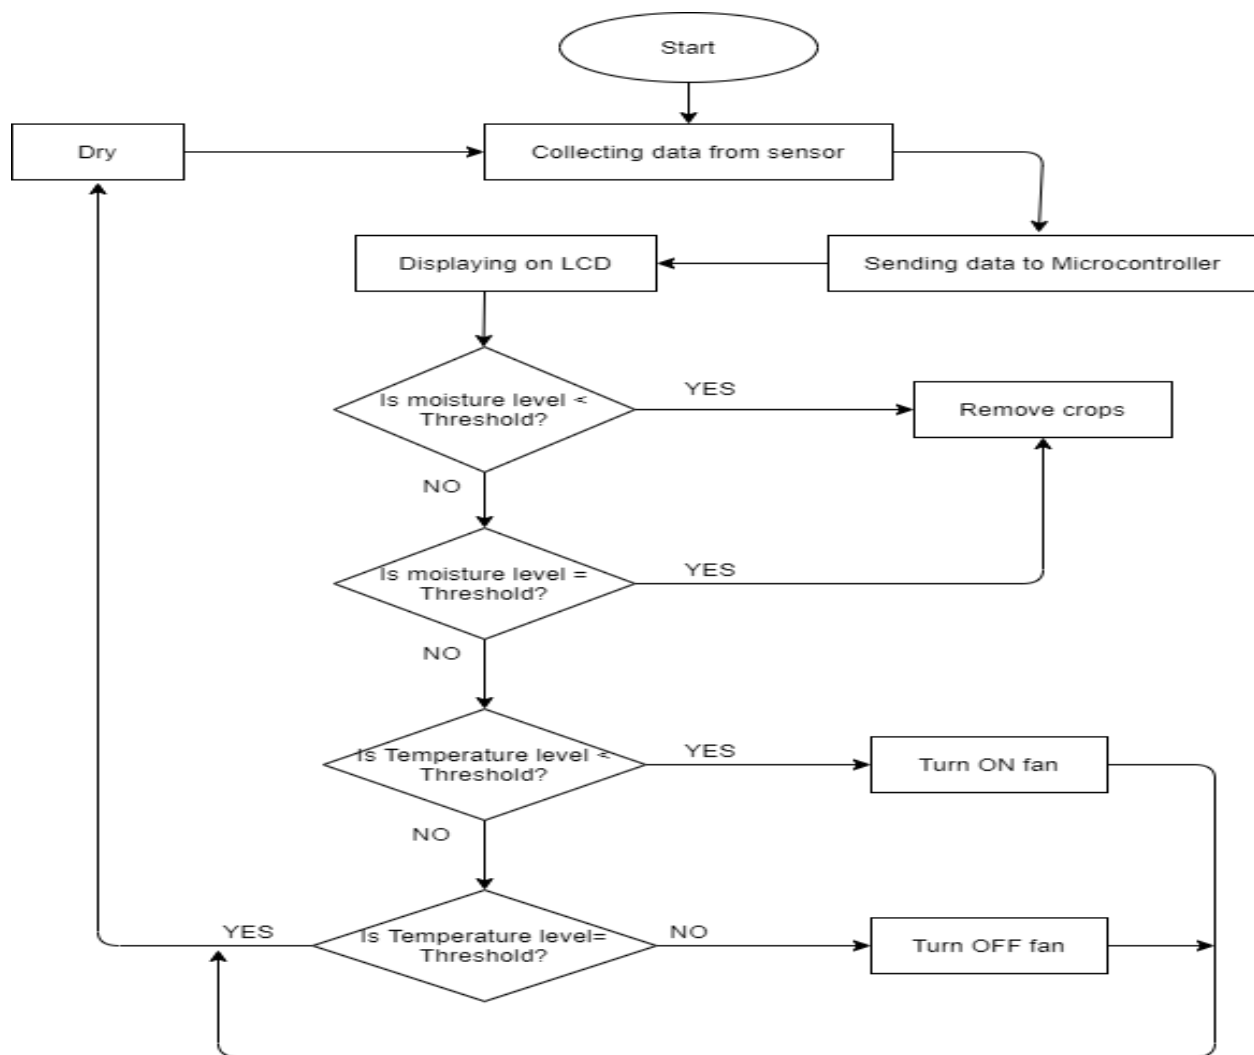 Start
Dry
Collecting data from sensor
Displaying on LCD
Sending data to Microcontroller
Is moisture level <
Threshold?
YES
Remove crops
NO
Is moisture level =
Threshold?
YES
NO
Is Temperature level <
Threshold?
YES
Turn ON fan
NO
YES
Is Temperature level=
Threshold?
NO
Turn OFF fan